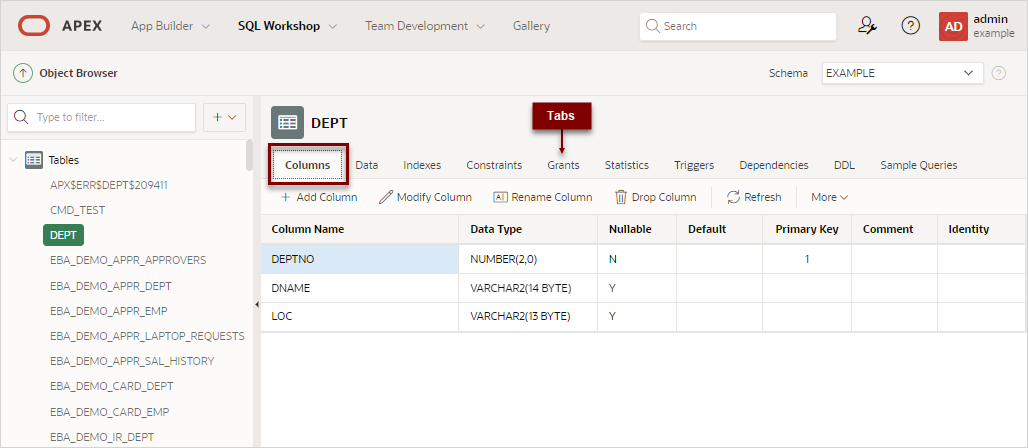 APEX App Builder SQL Workshop Team Development Gallery Search AD admin
example
Object Browser Schema EXAMPLE
Type to filter...
Tables
APX$ERR$DEPT$209411
CMD_TEST
DEPT
EBA_DEMO_APPR_APPROVERS
EBA_DEMO_APPR_DEPT
EBA_DEMO_APPR_EMP
EBA_DEMO_APPR_LAPTOP_REQUESTS
EBA_DEMO_APPR_SAL_HISTORY
EBA_DEMO_CARD_DEPT
EBA_DEMO_CARD_EMP
EBA_DEMO_IR_DEPT
DEPT
Tabs
Columns Data Indexes Constraints Grants Statistics Triggers Dependencies DDL Sample Queries
Add Column Modify Column Rename Column Drop Column Refresh More
Column Name Data Type Nullable Default Primary Key Comment Identity
DEPTNO NUMBER(2,0) N 1
DNAME VARCHAR2(14 BYTE) Y
LOC VARCHAR2(13 BYTE) Y